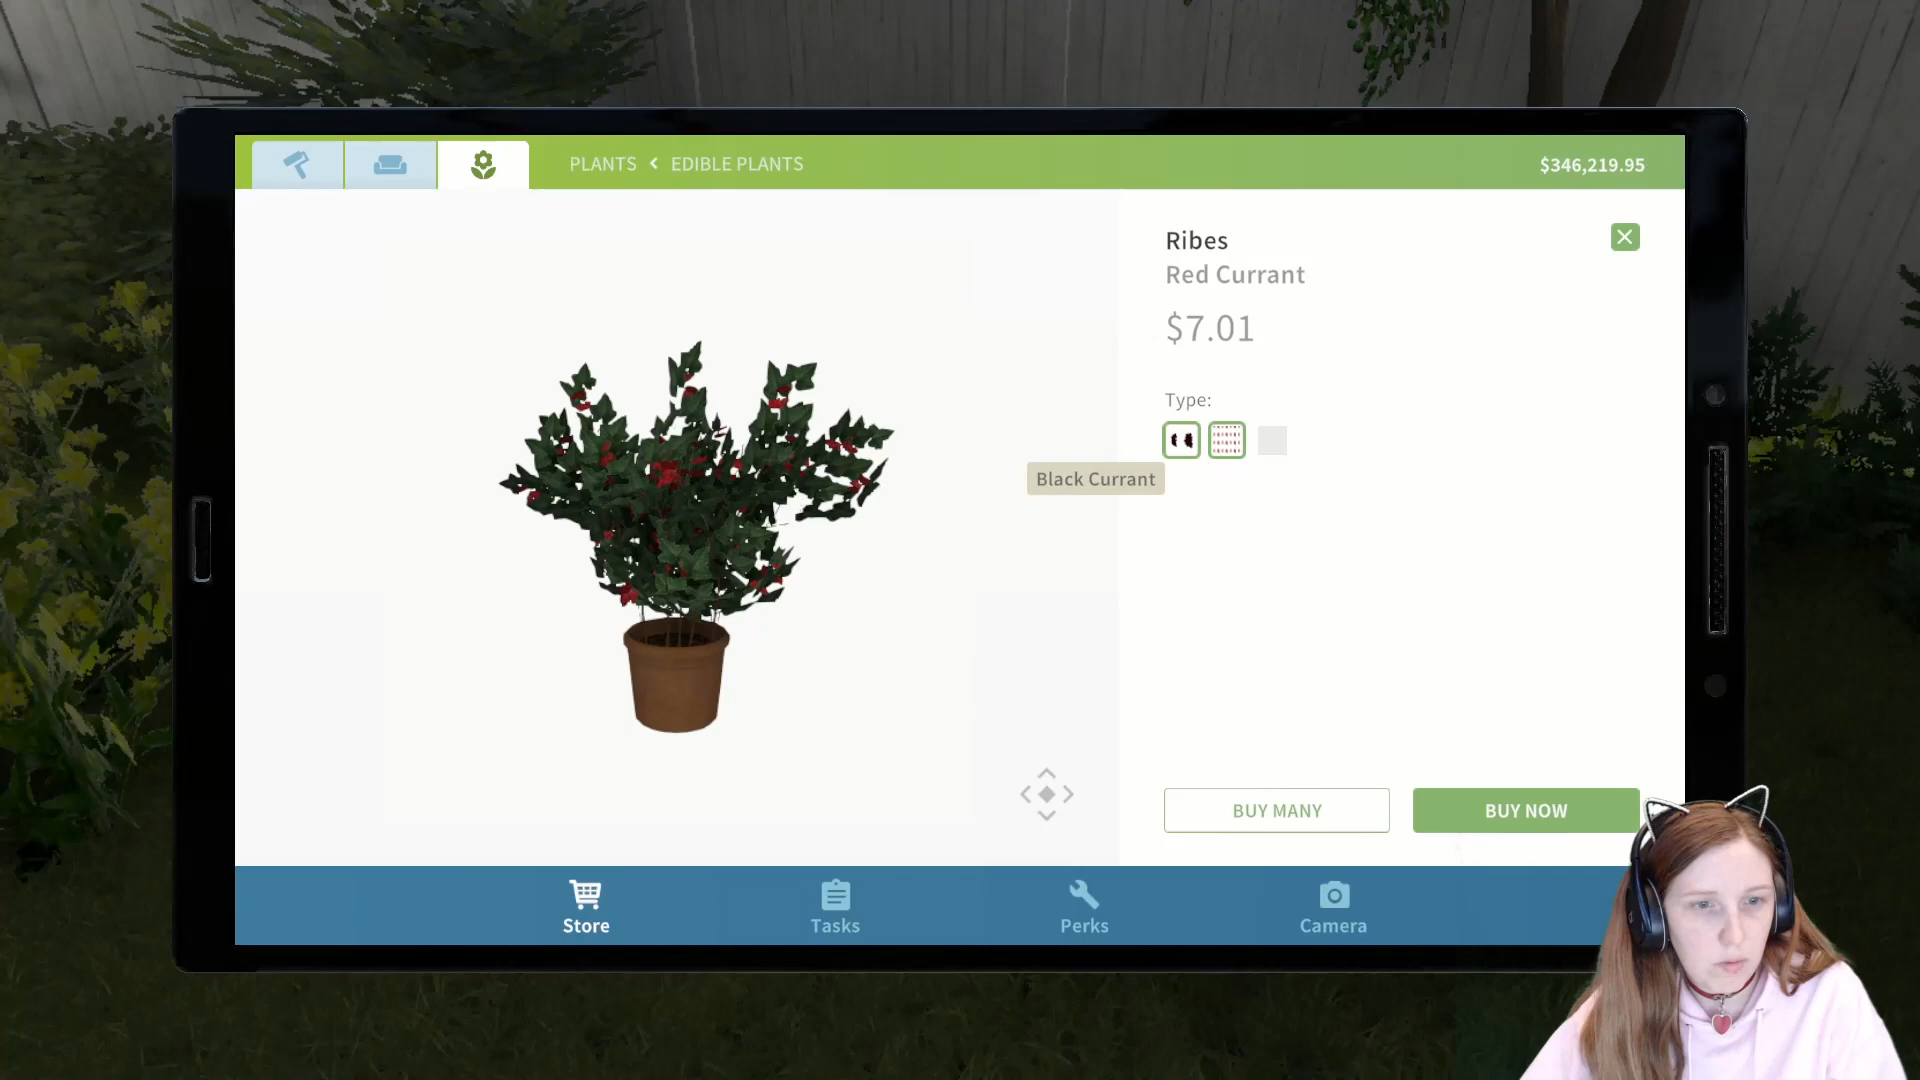 PLANTS < EDIBLE PLANTS
$346,219.95
Ribes
Red Currant
$7.01
Type:
Black Currant
BUY MANY
BUY NOW
Store
Tasks
Perks
Camera